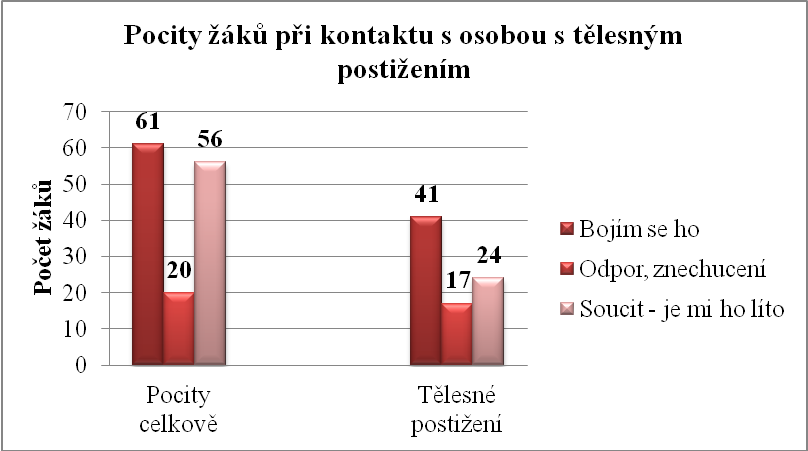 Pocity žáků při kontaktu s osobou s tělesným
postižením
Počet žáků
70
60
50
40
30
20
10
0
61
20
56
41
17
24
Pocity
celkově
Tělesné
postižení
Bojím se ho
Odpor, znechucení
Soucit - je mi ho líto